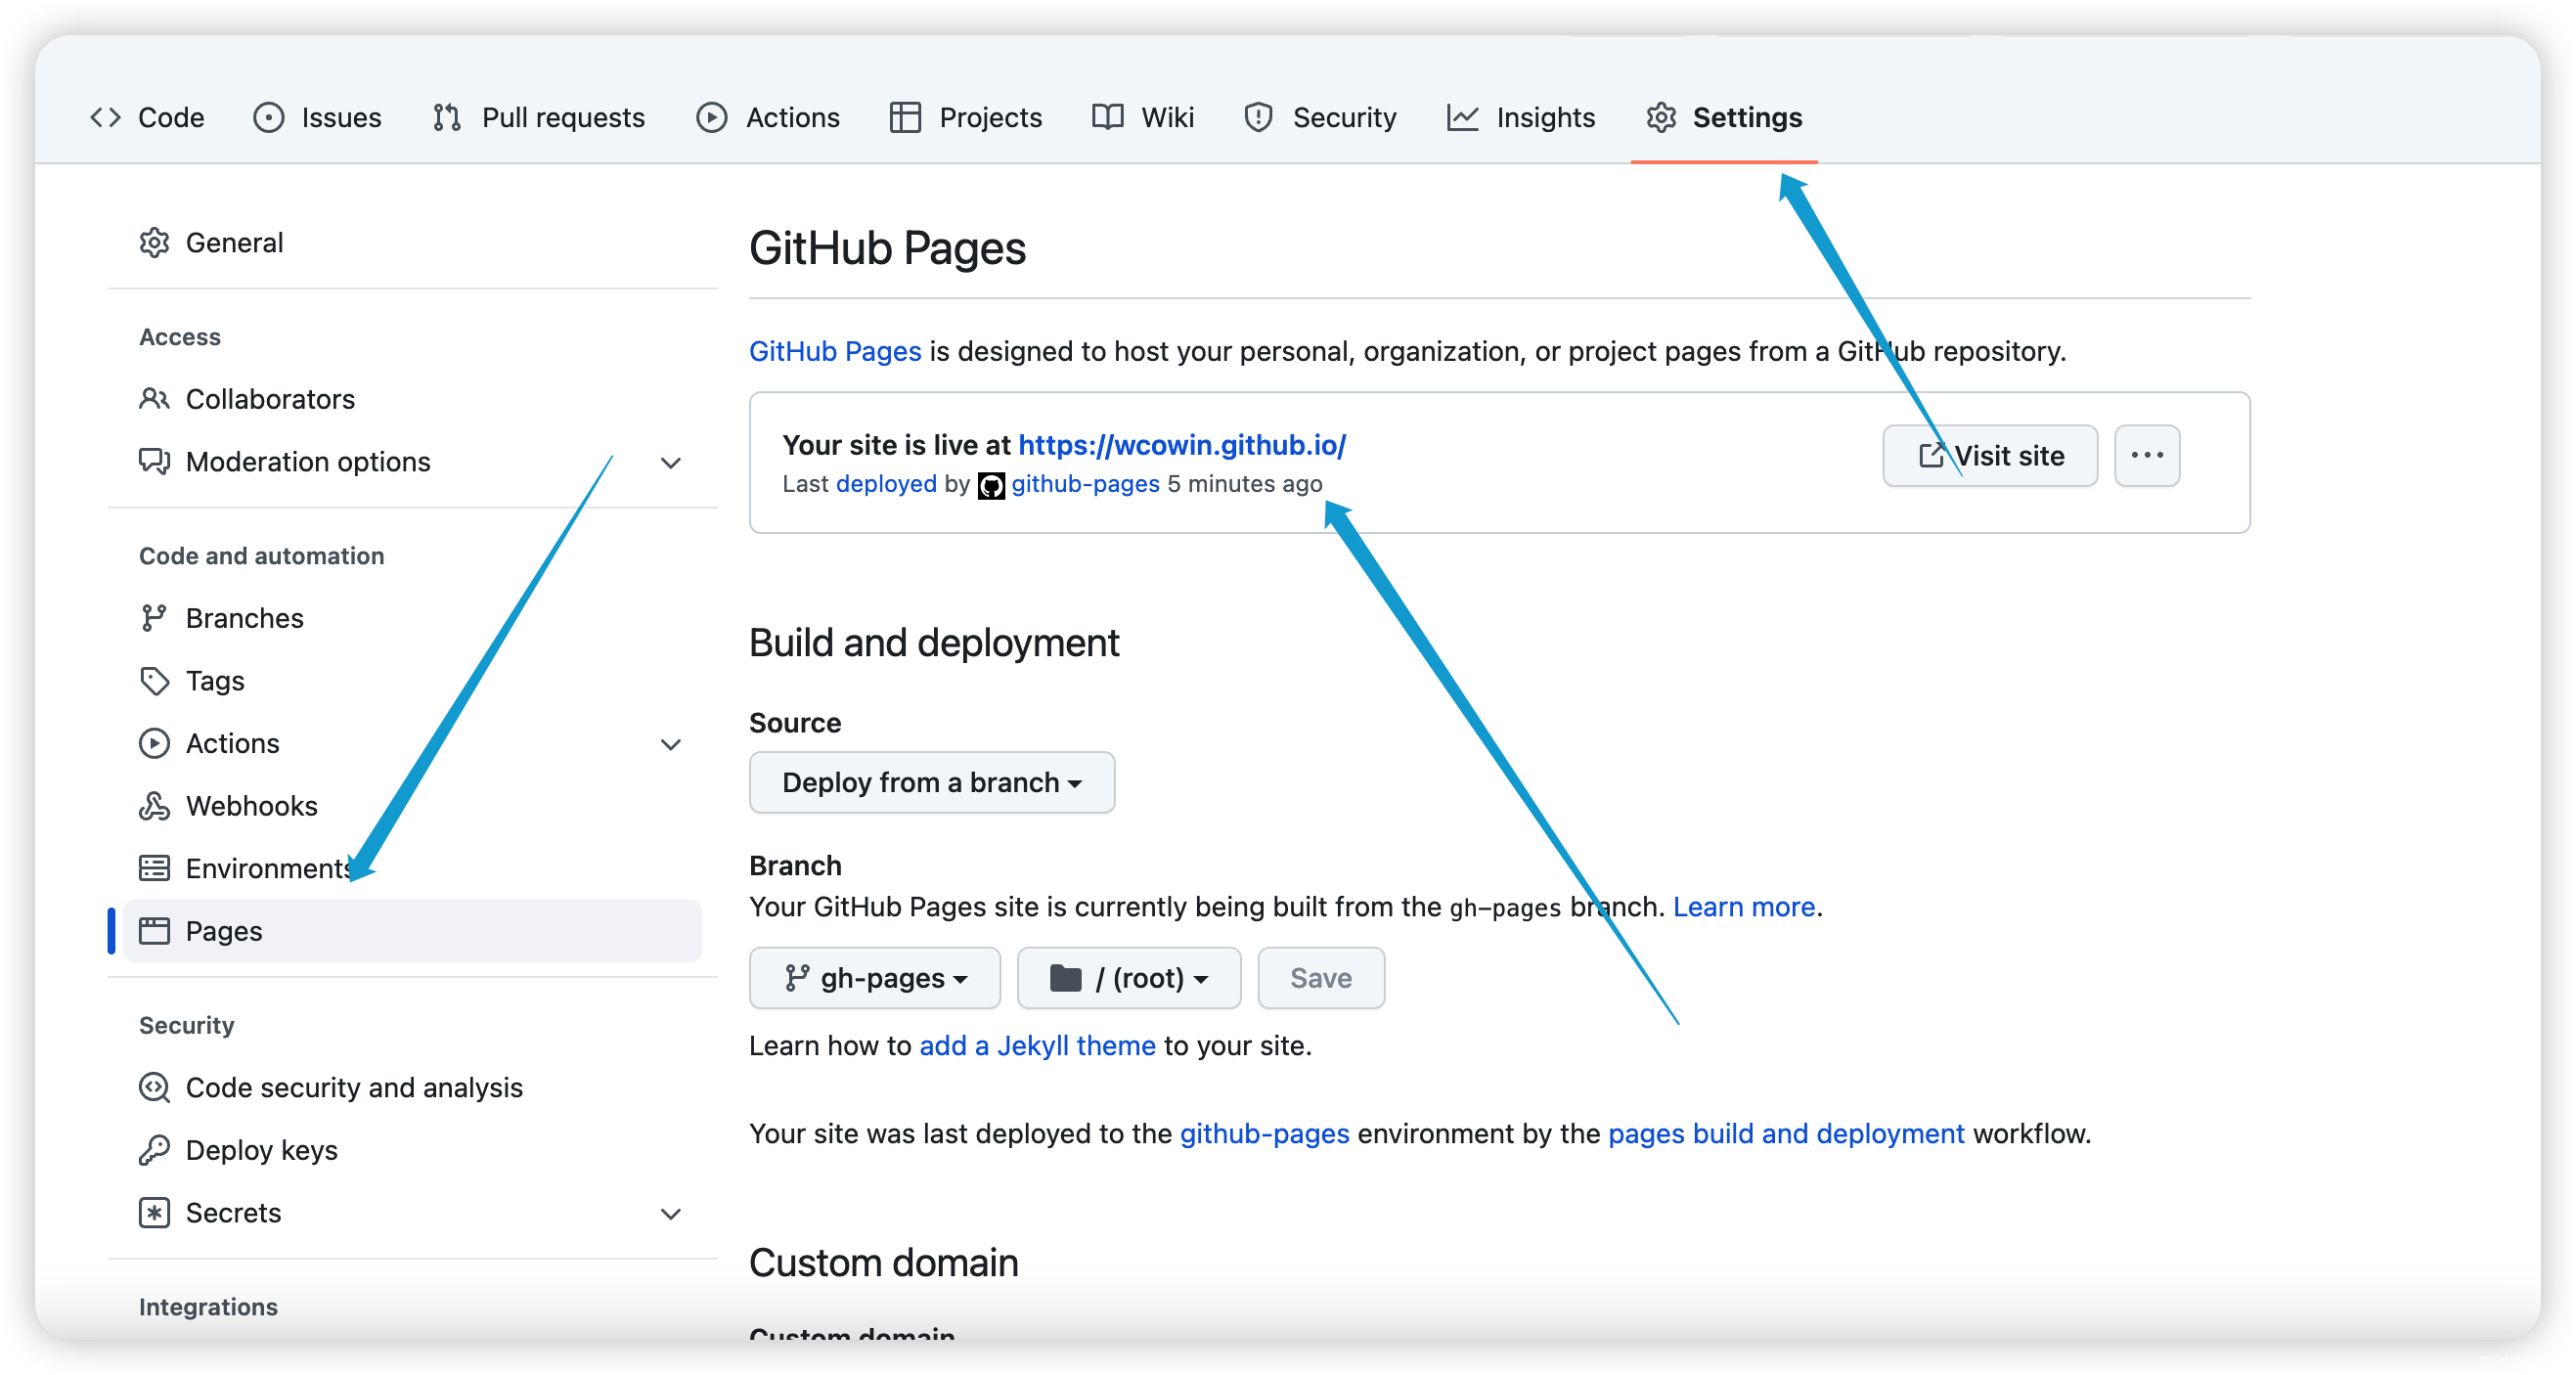 Code Issues Pull requests Actions Projects Wiki Security Insights Settings
General
Access
Collaborators
Moderation options
Code and automation
Branches
Tags
Actions
Webhooks
Environments
Pages
Security
Code security and analysis
Deploy keys
Secrets
Integrations
GitHub Pages
GitHub Pages is designed to host your personal, organization, or project pages from a GitHub repository.
Your site is live at https://wcowin.github.io/
Last deployed by github-pages 5 minutes ago
Visit site
Build and deployment
Source
Deploy from a branch
Branch
Your GitHub Pages site is currently being built from the gh-pages branch. Learn more.
gh-pages / (root) Save
Learn how to add a Jekyll theme to your site.
Your site was last deployed to the github-pages environment by the pages build and deployment workflow.
Custom domain
Custom domain